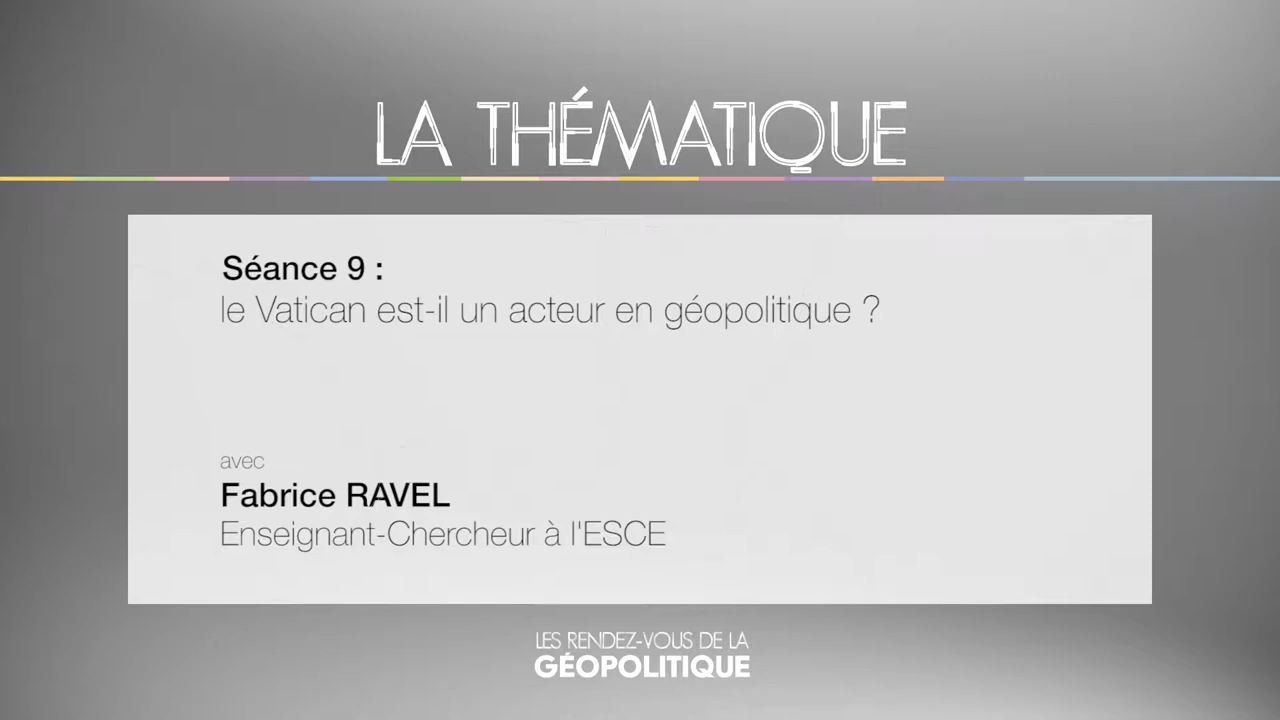 LA THÉMATIQUE
Séance 9 :
le Vatican est-il un acteur en géopolitique ?
avec
Fabrice RAVEL
Enseignant-Chercheur à l'ESCE
LES RENDEZ-VOUS DE LA
GÉOPOLITIQUE